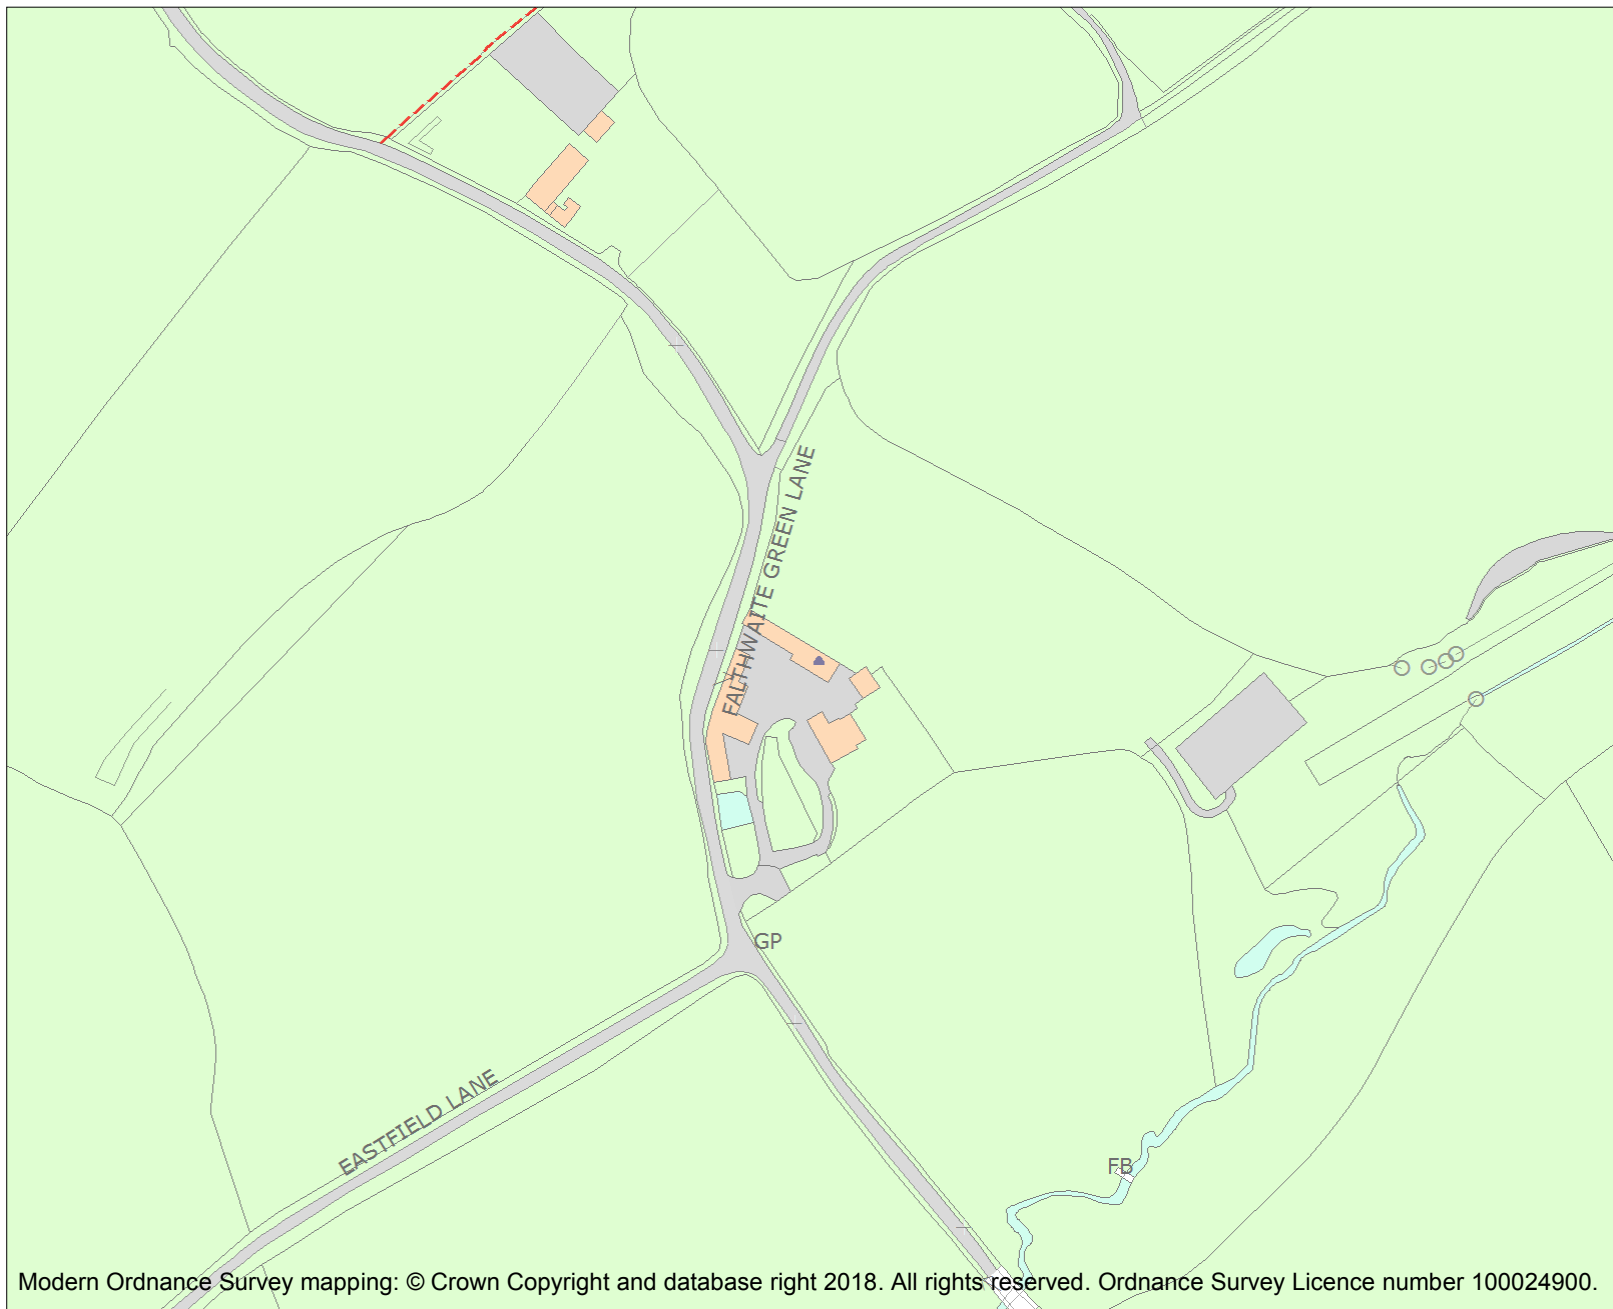 FALTHWAITE GREEN LANE
GP
EASTFIELD LANE
FB
Modern Ordnance Survey mapping: © Crown Copyright and database right 2018. All rights reserved. Ordnance Survey Licence number 100024900.